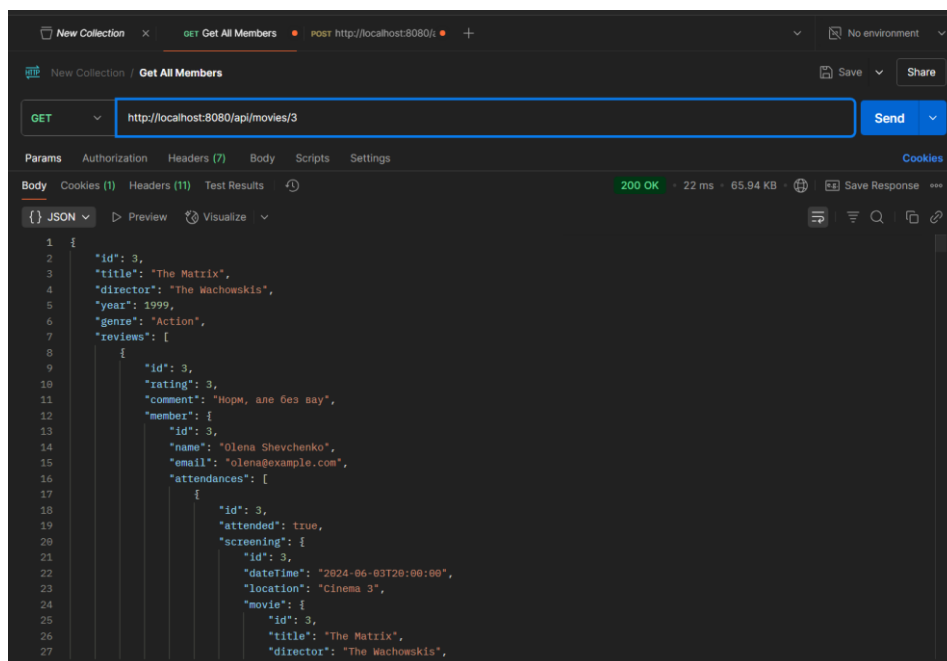 New Collection × GET Get All Members POST http://localhost:8080/a + No environment
HTTP New Collection / Get All Members Save Share
GET http://localhost:8080/api/movies/3 Send
Params Authorization Headers (7) Body Scripts Settings Cookies
Body Cookies (1) Headers (11) Test Results 200 OK 22 ms 65.94 KB e.g. Save Response
{} JSON Preview Visualize
1 {
2 "id": 3,
3 "title": "The Matrix",
4 "director": "The Wachowskis",
5 "year": 1999,
6 "genre": "Action",
7 "reviews": [
8 {
9 "id": 3,
10 "rating": 3,
11 "comment": "Норм, але без вау",
12 "member": {
13 "id": 3,
14 "name": "Olena Shevchenko",
15 "email": "olena@example.com",
16 "attendances": [
17 {
18 "id": 3,
19 "attended": true,
20 "screening": {
21 "id": 3,
22 "dateTime": "2024-06-03T20:00:00",
23 "location": "Cinema 3",
24 "movie": {
25 "id": 3,
26 "title": "The Matrix",
27 "director": "The Wachowskis",